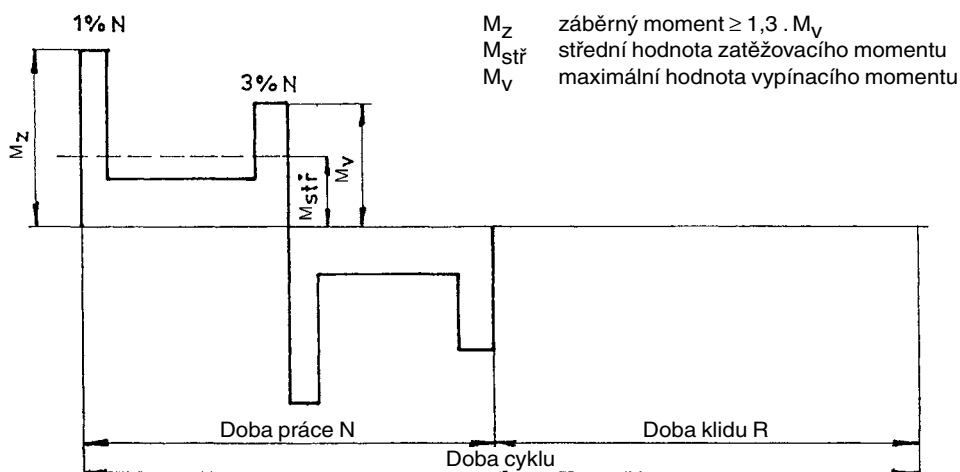 1% N
3% N
M_Z záběrný moment ≥ 1,3 . M_V
M_stř střední hodnota zatěžovacího momentu
M_V maximální hodnota vypínacího momentu
M_Z
M_stř
M_V
Doba práce N
Doba klidu R
Doba cyklu